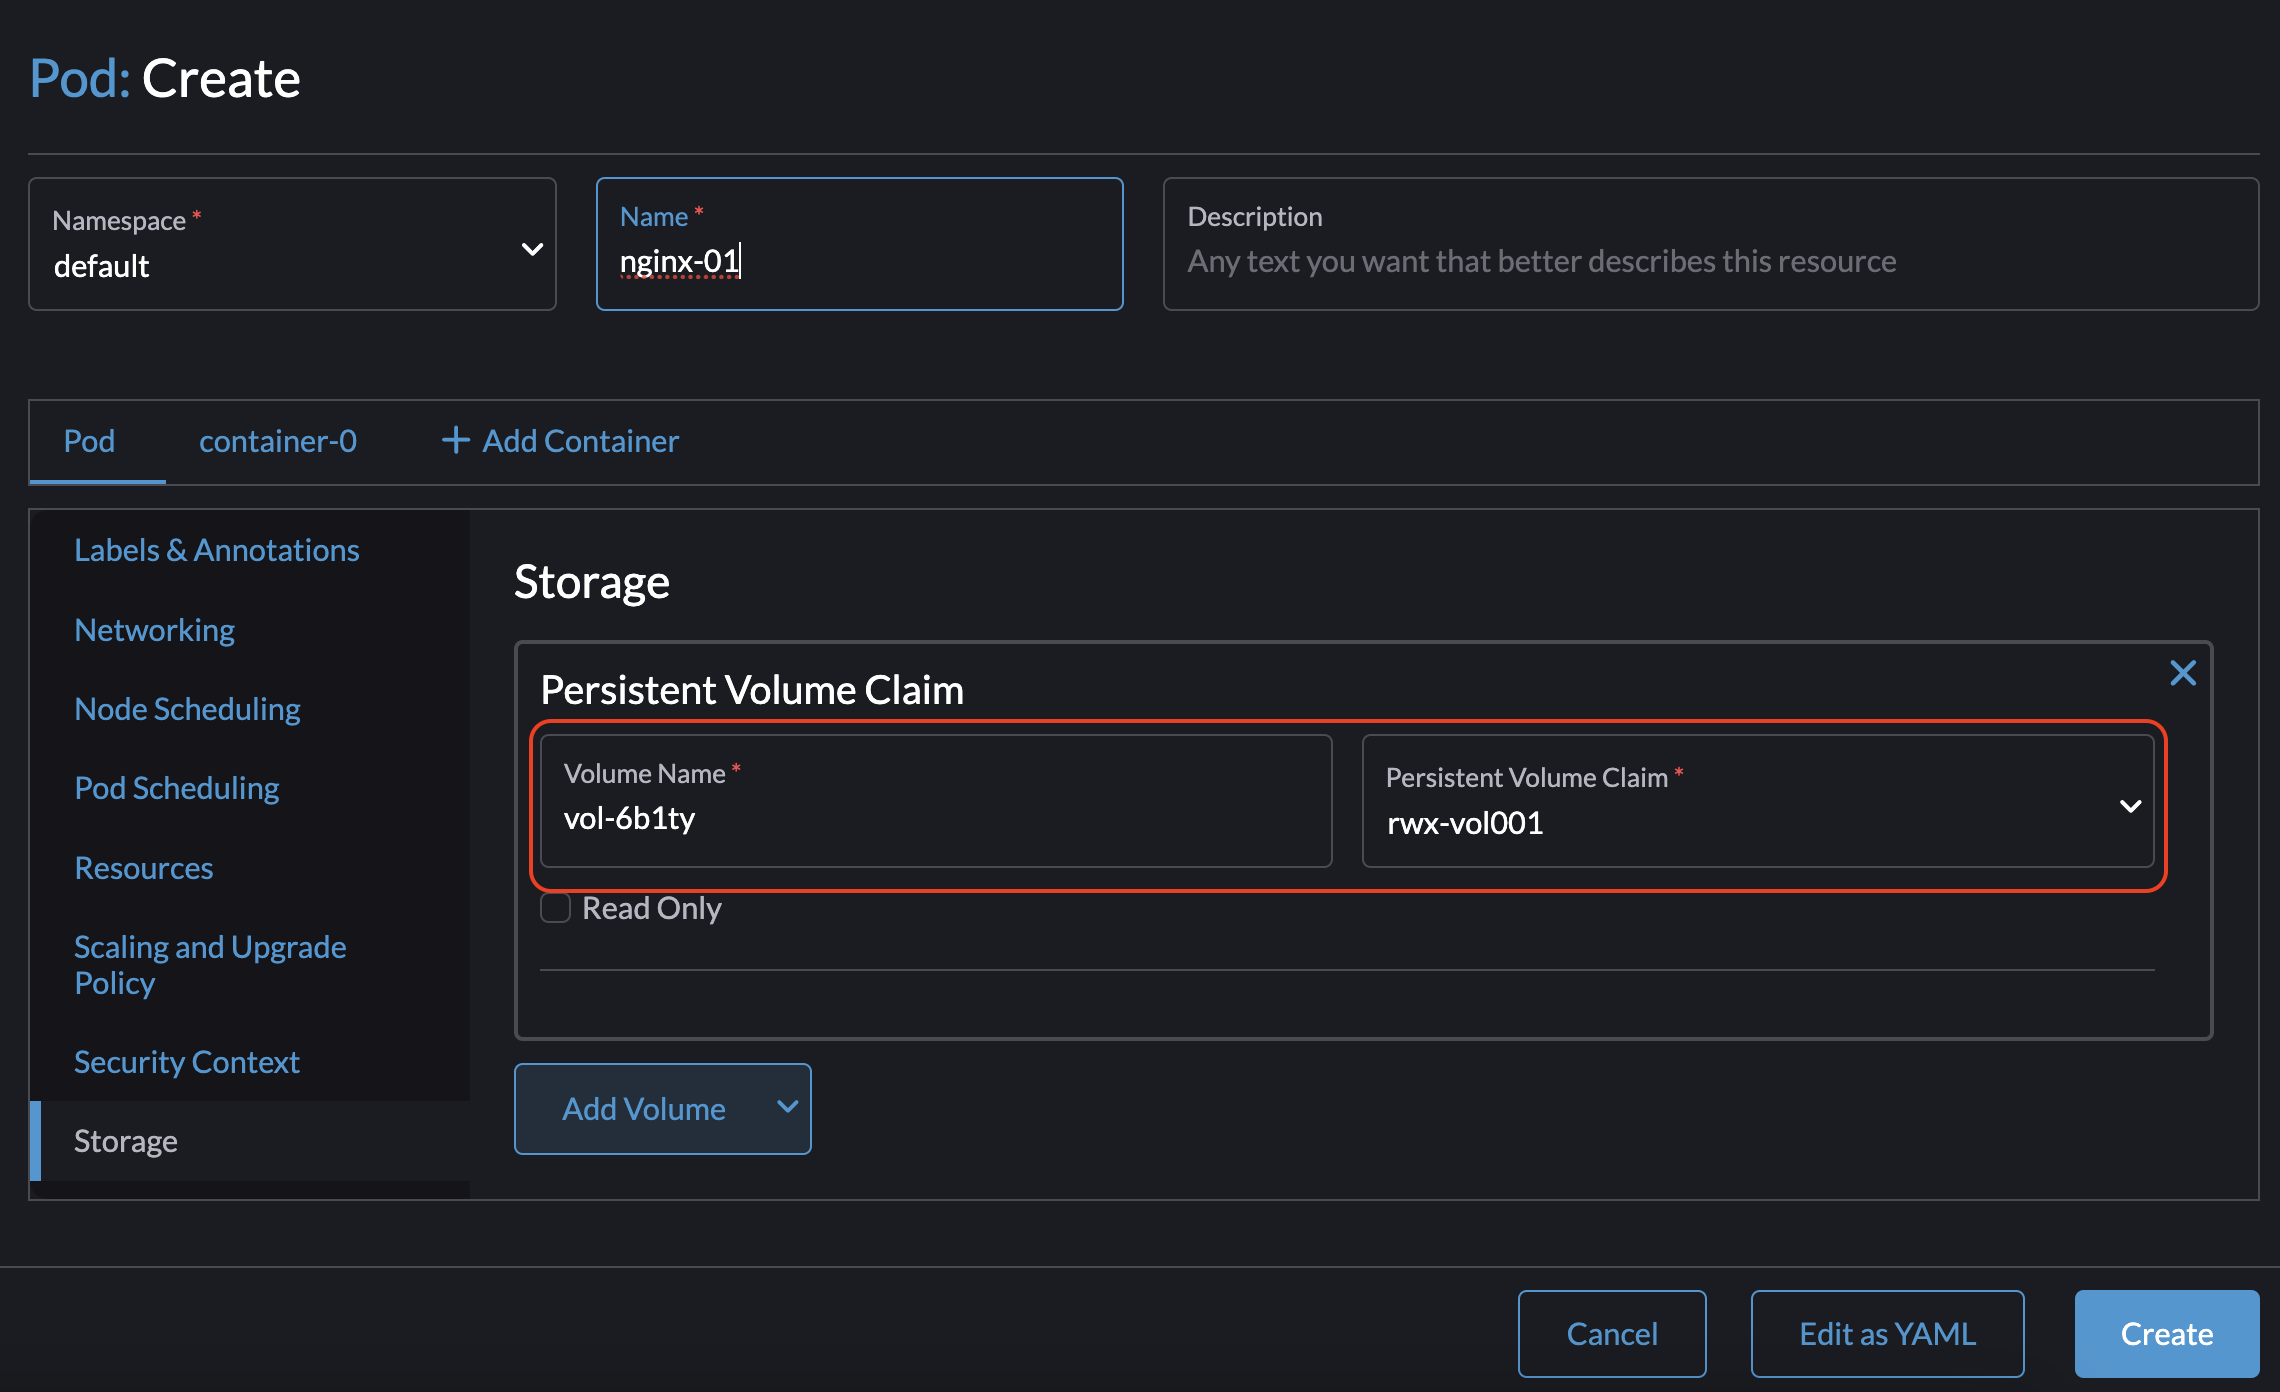 Pod: Create
Namespace *
default
Name *
nginx-01
Description
Any text you want that better describes this resource
Pod
container-0
+ Add Container
Labels & Annotations
Networking
Node Scheduling
Pod Scheduling
Resources
Scaling and Upgrade
Policy
Security Context
Storage
Storage
Persistent Volume Claim
Volume Name *
vol-6b1ty
Persistent Volume Claim *
rwx-vol001
Read Only
Add Volume
Cancel
Edit as YAML
Create